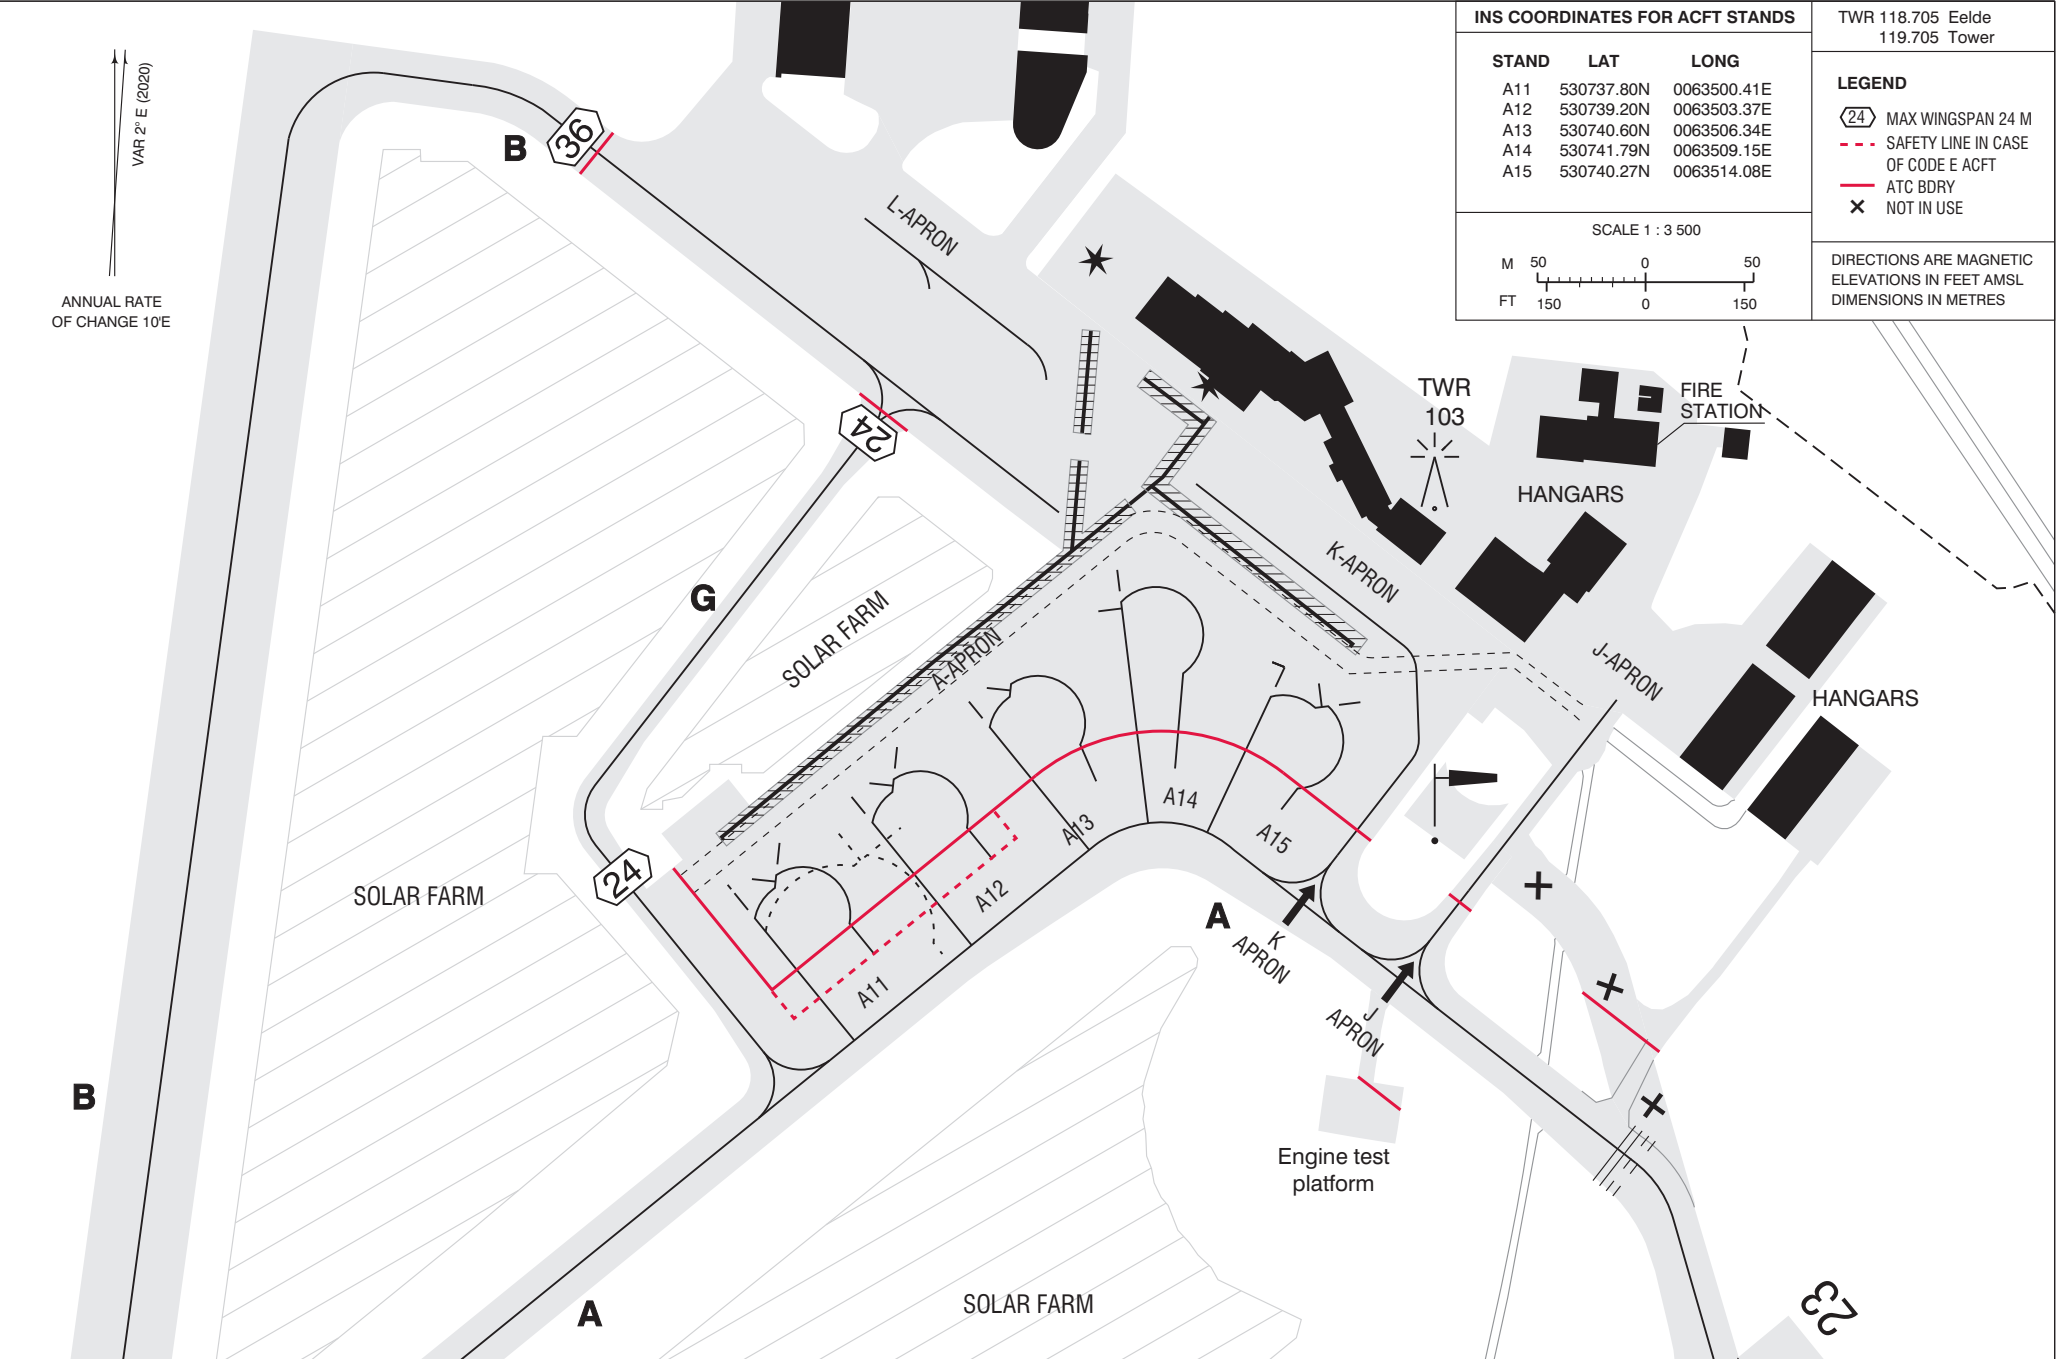 INS COORDINATES FOR ACFT STANDS
STAND LAT LONG
A11 530737.80N 0063500.41E
A12 530739.20N 0063503.37E
A13 530740.60N 0063506.34E
A14 530741.79N 0063509.15E
A15 530740.27N 0063514.08E
SCALE 1 : 3 500
M 50 0 50
FT 150 0 150
TWR 118.705 Eelde
119.705 Tower
LEGEND
24 MAX WINGSPAN 24 M
SAFETY LINE IN CASE
OF CODE E ACFT
ATC BDRY
NOT IN USE
DIRECTIONS ARE MAGNETIC
ELEVATIONS IN FEET AMSL
DIMENSIONS IN METRES
VAR 2° E (2020)
ANNUAL RATE
OF CHANGE 10'E
B
36
L-APRON
24
TWR
103
FIRE
STATION
HANGARS
K-APRON
G
SOLAR FARM
A-APRON
J-APRON
HANGARS
A14
A13
A15
24
SOLAR FARM
A12
A11
A
K
APRON
J
APRON
B
Engine test
platform
SOLAR FARM
A
23